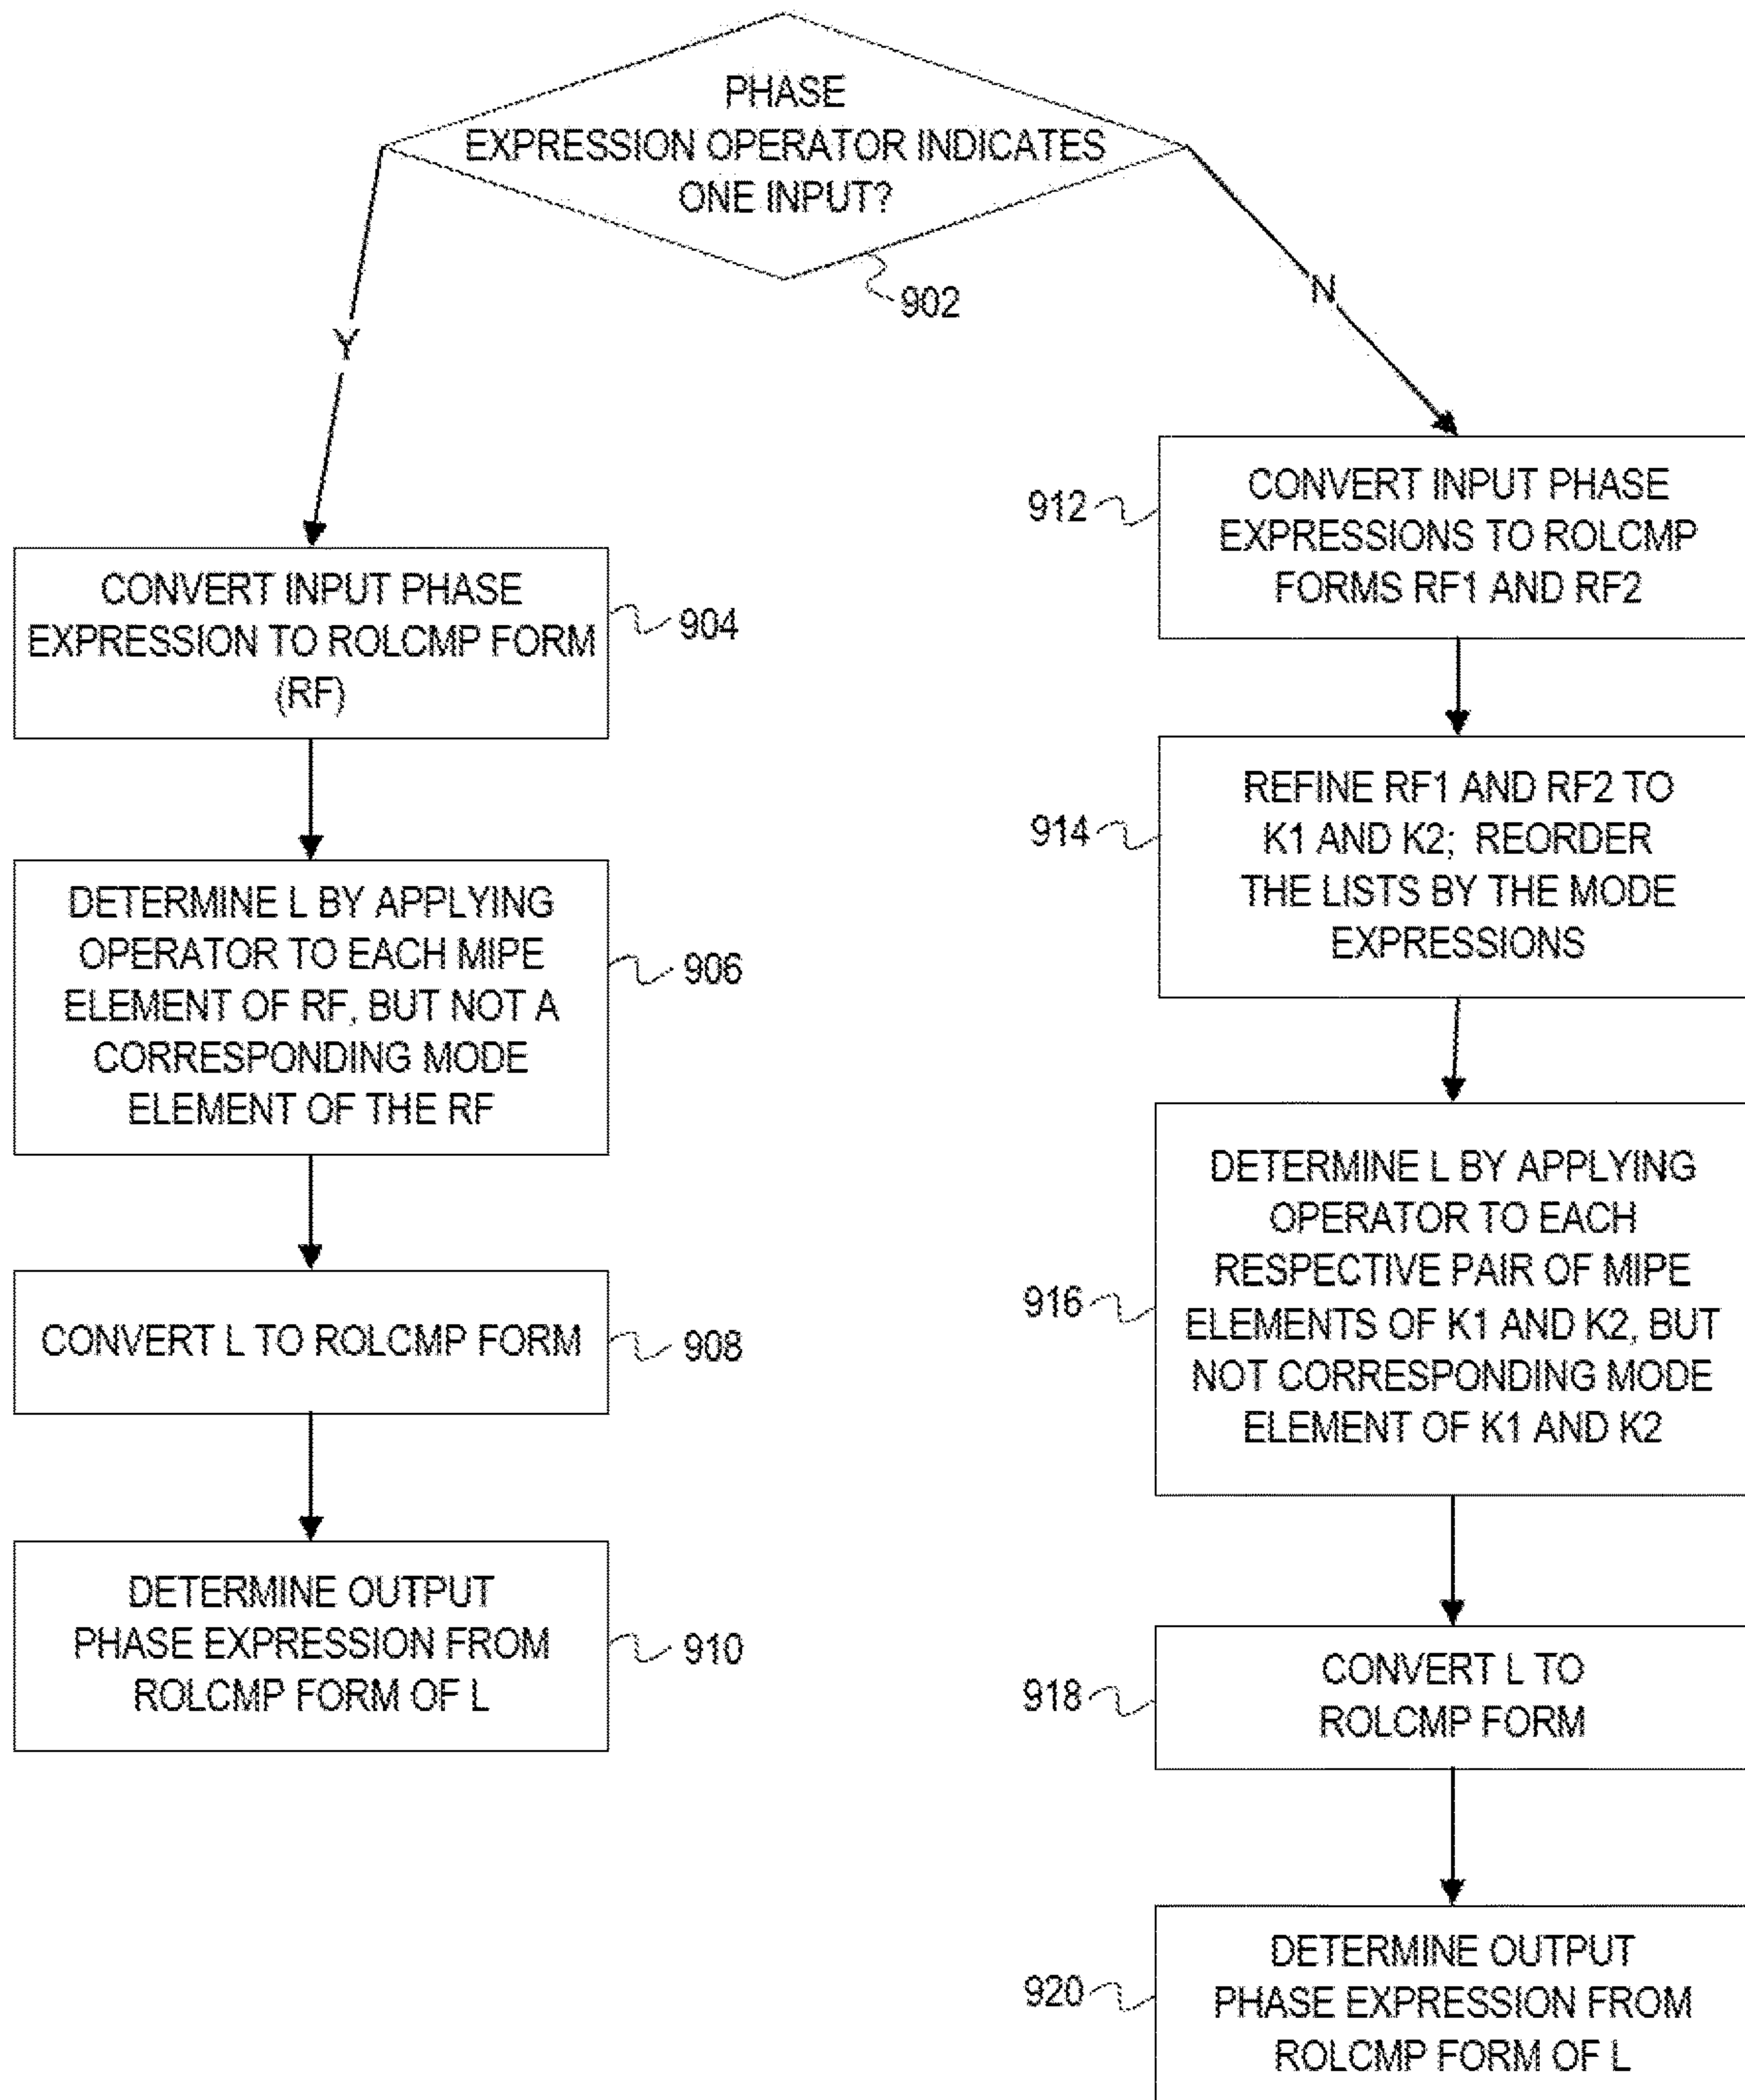 PHASE
EXPRESSION OPERATOR INDICATES
ONE INPUT?
902
Y
N
CONVERT INPUT PHASE
EXPRESSION TO ROLCMP FORM
(RF)
904
DETERMINE L BY APPLYING
OPERATOR TO EACH MIPE
ELEMENT OF RF, BUT NOT A
CORRESPONDING MODE
ELEMENT OF THE RF
906
CONVERT L TO ROLCMP FORM
908
DETERMINE OUTPUT
PHASE EXPRESSION FROM
ROLCMP FORM OF L
910
912
CONVERT INPUT PHASE
EXPRESSIONS TO ROLCMP
FORMS RF1 AND RF2
914
REFINE RF1 AND RF2 TO
K1 AND K2; REORDER
THE LISTS BY THE MODE
EXPRESSIONS
916
DETERMINE L BY APPLYING
OPERATOR TO EACH
RESPECTIVE PAIR OF MIPE
ELEMENTS OF K1 AND K2, BUT
NOT CORRESPONDING MODE
ELEMENT OF K1 AND K2
918
CONVERT L TO
ROLCMP FORM
920
DETERMINE OUTPUT
PHASE EXPRESSION FROM
ROLCMP FORM OF L